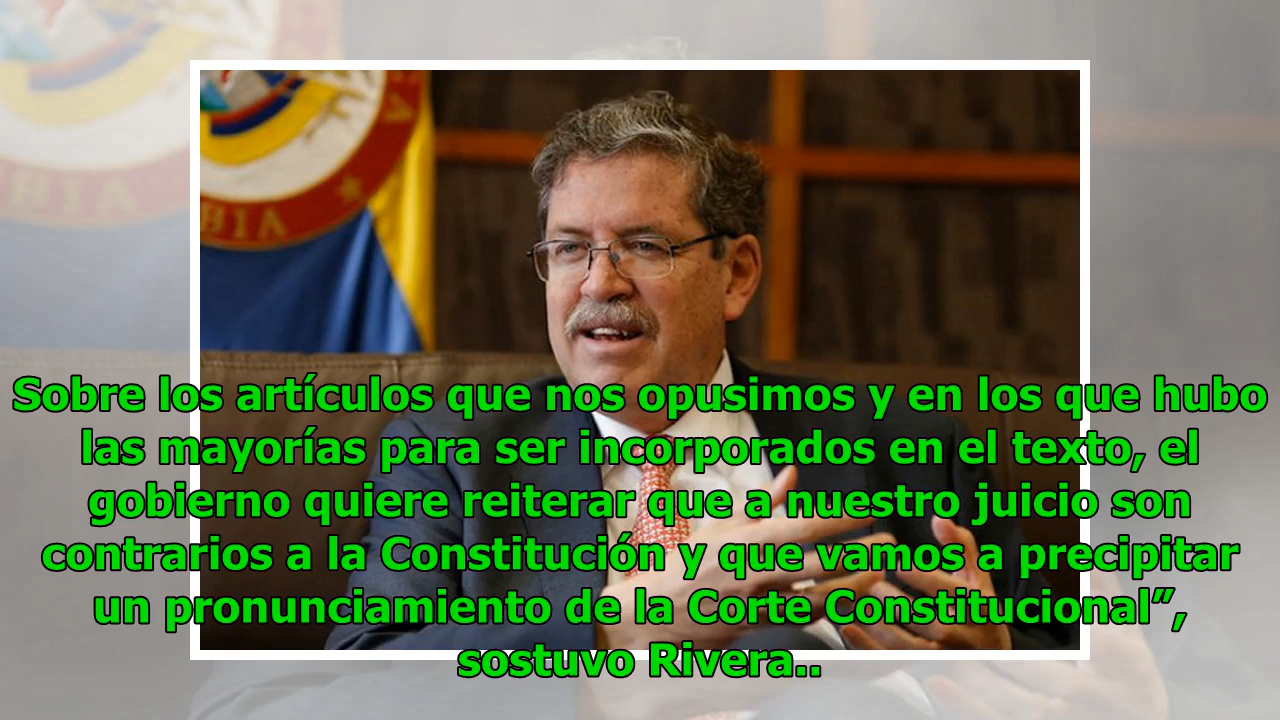 BIA
Sobre los artículos que nos opusimos y en los que hubo
las mayorías para ser incorporados en el texto, el
gobierno quiere reiterar que a nuestro juicio son
contrarios a la Constitución y que vamos a precipitar
un pronunciamiento de la Corte Constitucional”,
sostuvo Rivera..